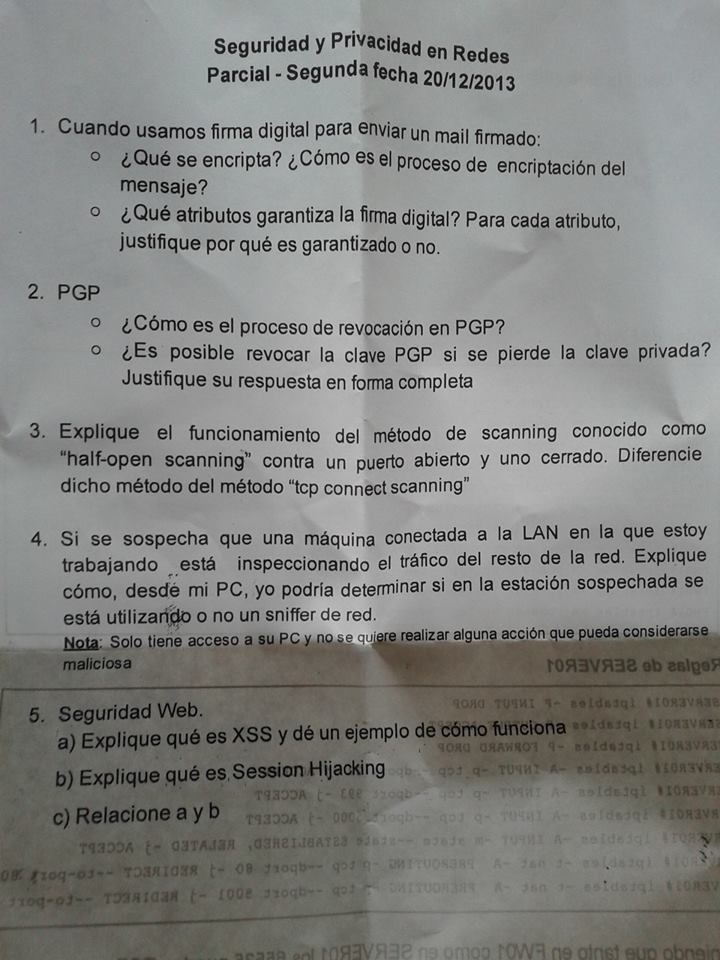 Seguridad y Privacidad en Redes
Parcial - Segunda fecha 20/12/2013
1. Cuando usamos firma digital para enviar un mail firmado:
○ ¿Qué se encripta? ¿Cómo es el proceso de encriptación del
mensaje?
○ ¿Qué atributos garantiza la firma digital? Para cada atributo,
justifique por qué es garantizado o no.
2. PGP
○ ¿Cómo es el proceso de revocación en PGP?
○ ¿Es posible revocar la clave PGP si se pierde la clave privada?
Justifique su respuesta en forma completa
3. Explique el funcionamiento del método de scanning conocido como
“half-open scanning” contra un puerto abierto y uno cerrado. Diferencie
dicho método del método “tcp connect scanning”
4. Si se sospecha que una máquina conectada a la LAN en la que estoy
trabajando está inspeccionando el tráfico del resto de la red. Explique
cómo, desde mi PC, yo podría determinar si en la estación sospechada se
está utilizando o no un sniffer de red.
Nota: Solo tiene acceso a su PC y no se quiere realizar alguna acción que pueda considerarse
maliciosa
Reglas de SERVER01
5. Seguridad Web.
a) Explique qué es XSS y dé un ejemplo de cómo funciona
b) Explique qué es Session Hijacking
c) Relacione a y b